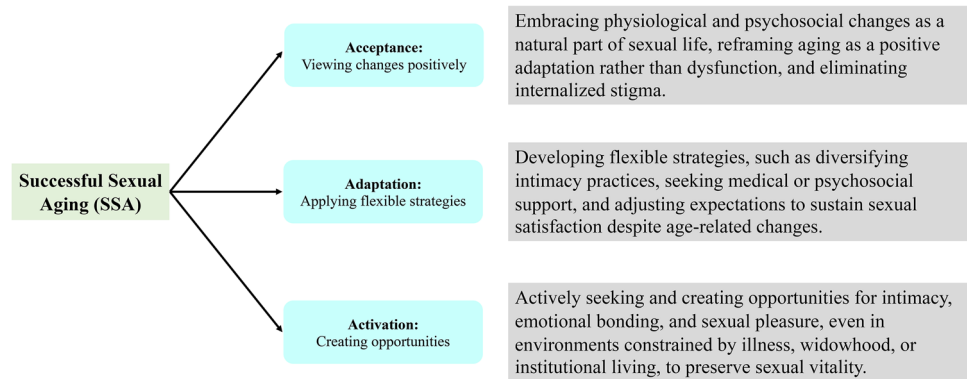 Successful Sexual
Aging (SSA)
Acceptance:
Viewing changes positively
Embracing physiological and psychosocial changes as a
natural part of sexual life, reframing aging as a positive
adaptation rather than dysfunction, and eliminating
internalized stigma.
Adaptation:
Applying flexible strategies
Developing flexible strategies, such as diversifying
intimacy practices, seeking medical or psychosocial
support, and adjusting expectations to sustain sexual
satisfaction despite age-related changes.
Activation:
Creating opportunities
Actively seeking and creating opportunities for intimacy,
emotional bonding, and sexual pleasure, even in
environments constrained by illness, widowhood, or
institutional living, to preserve sexual vitality.